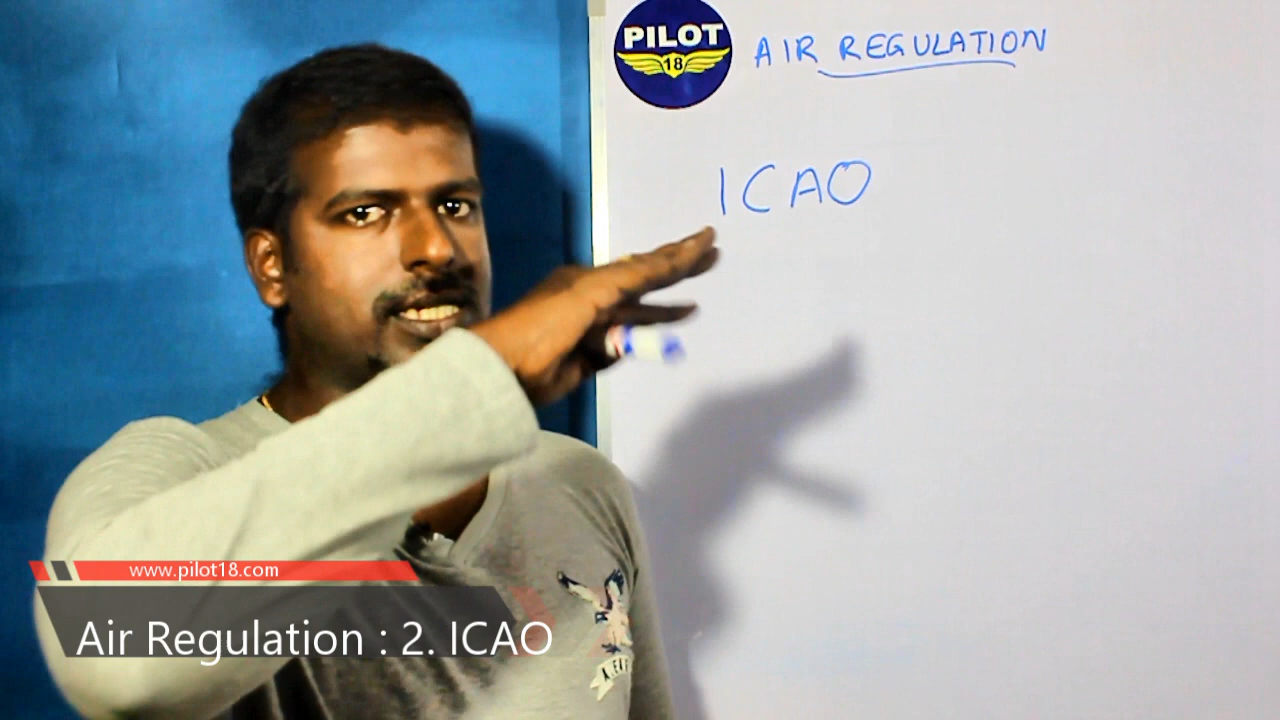 PILOT
18
AIR REGULATION
ICAO
www.pilot18.com
Air Regulation : 2. ICAO